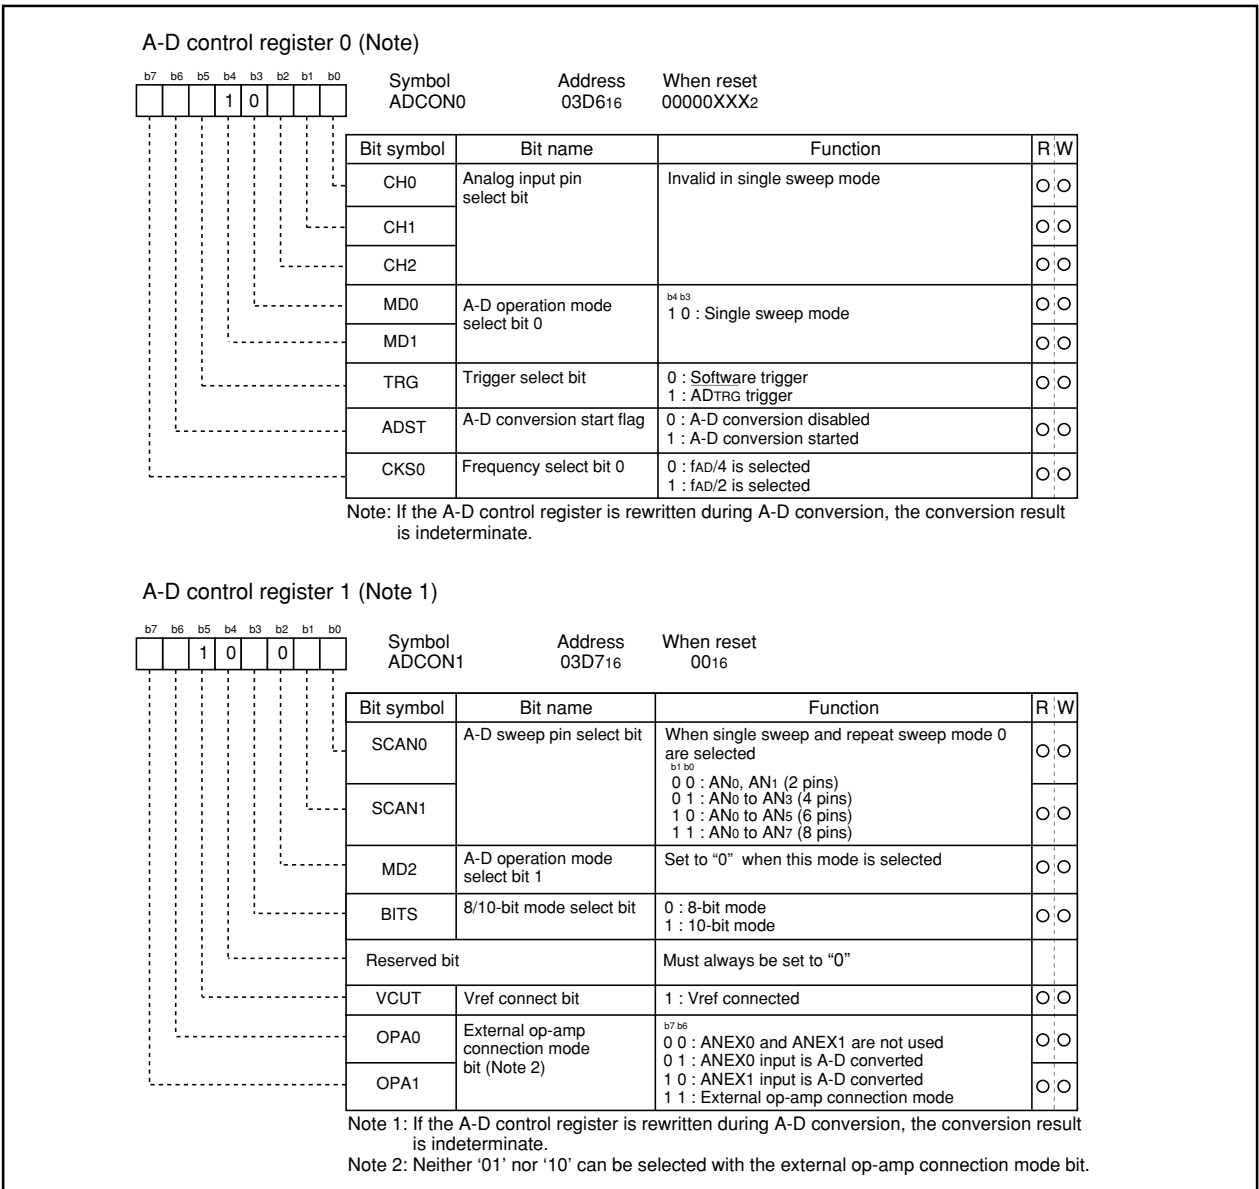 A-D control register 0 (Note)
b7 b6 b5 b4 b3 b2 b1 b0
1 0
Symbol Address When reset
ADCON0 03D616 00000XXX2
Bit symbol Bit name Function R W
CH0 Analog input pin select bit Invalid in single sweep mode
CH1
CH2
MD0 A-D operation mode select bit 0 b4 b3
1 0 : Single sweep mode
MD1
TRG Trigger select bit 0 : Software trigger
1 : ADTRG trigger
ADST A-D conversion start flag 0 : A-D conversion disabled
1 : A-D conversion started
CKS0 Frequency select bit 0 0 : fAD/4 is selected
1 : fAD/2 is selected
Note: If the A-D control register is rewritten during A-D conversion, the conversion result
is indeterminate.
A-D control register 1 (Note 1)
b7 b6 b5 b4 b3 b2 b1 b0
1 0 0
Symbol Address When reset
ADCON1 03D716 0016
Bit symbol Bit name Function R W
SCAN0 A-D sweep pin select bit When single sweep and repeat sweep mode 0
are selected
b1 b0
0 0 : AN0, AN1 (2 pins)
0 1 : AN0 to AN3 (4 pins)
SCAN1 1 0 : AN0 to AN5 (6 pins)
1 1 : AN0 to AN7 (8 pins)
MD2 A-D operation mode select bit 1 Set to “0” when this mode is selected
BITS 8/10-bit mode select bit 0 : 8-bit mode
1 : 10-bit mode
Reserved bit Must always be set to “0”
VCUT Vref connect bit 1 : Vref connected
OPA0 External op-amp connection mode bit (Note 2) b7 b6
0 0 : ANEX0 and ANEX1 are not used
0 1 : ANEX0 input is A-D converted
OPA1 1 0 : ANEX1 input is A-D converted
1 1 : External op-amp connection mode
Note 1: If the A-D control register is rewritten during A-D conversion, the conversion result
is indeterminate.
Note 2: Neither ‘01’ nor ‘10’ can be selected with the external op-amp connection mode bit.